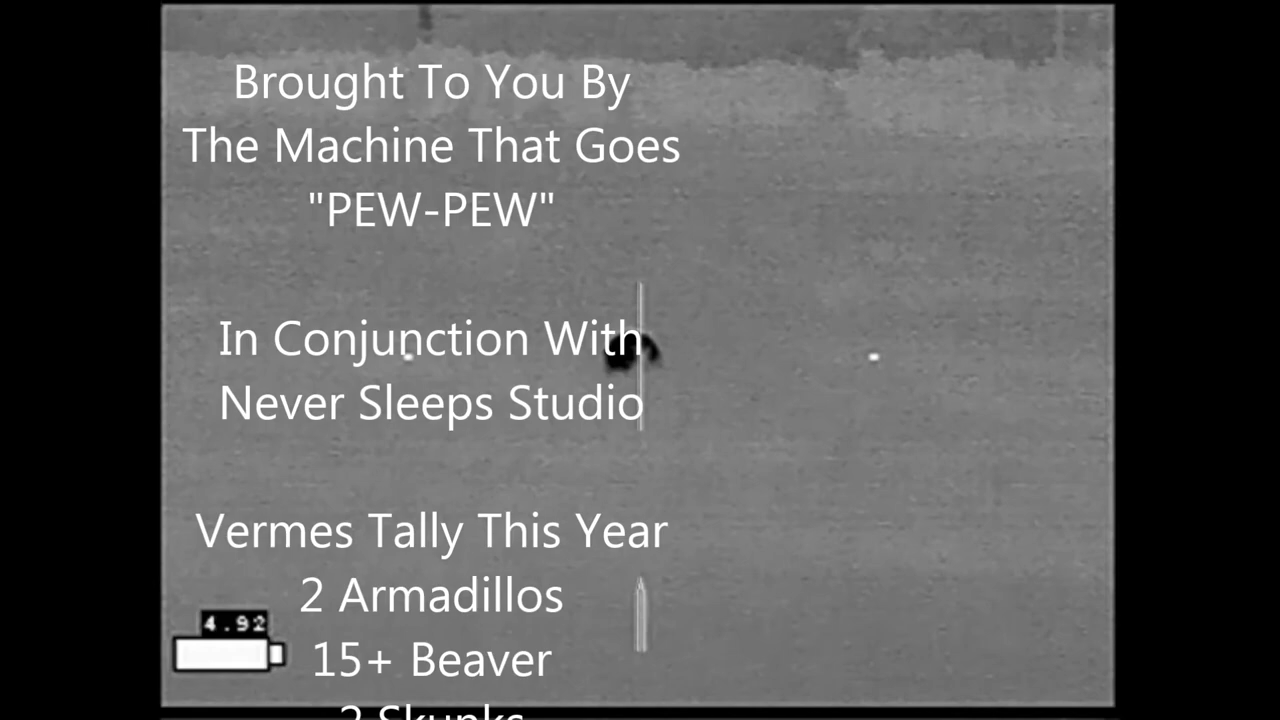 Brought To You By
The Machine That Goes
"PEW-PEW"
In Conjunction With
Never Sleeps Studio
Vermes Tally This Year
2 Armadillos
4.92
15+ Beaver
Skunks